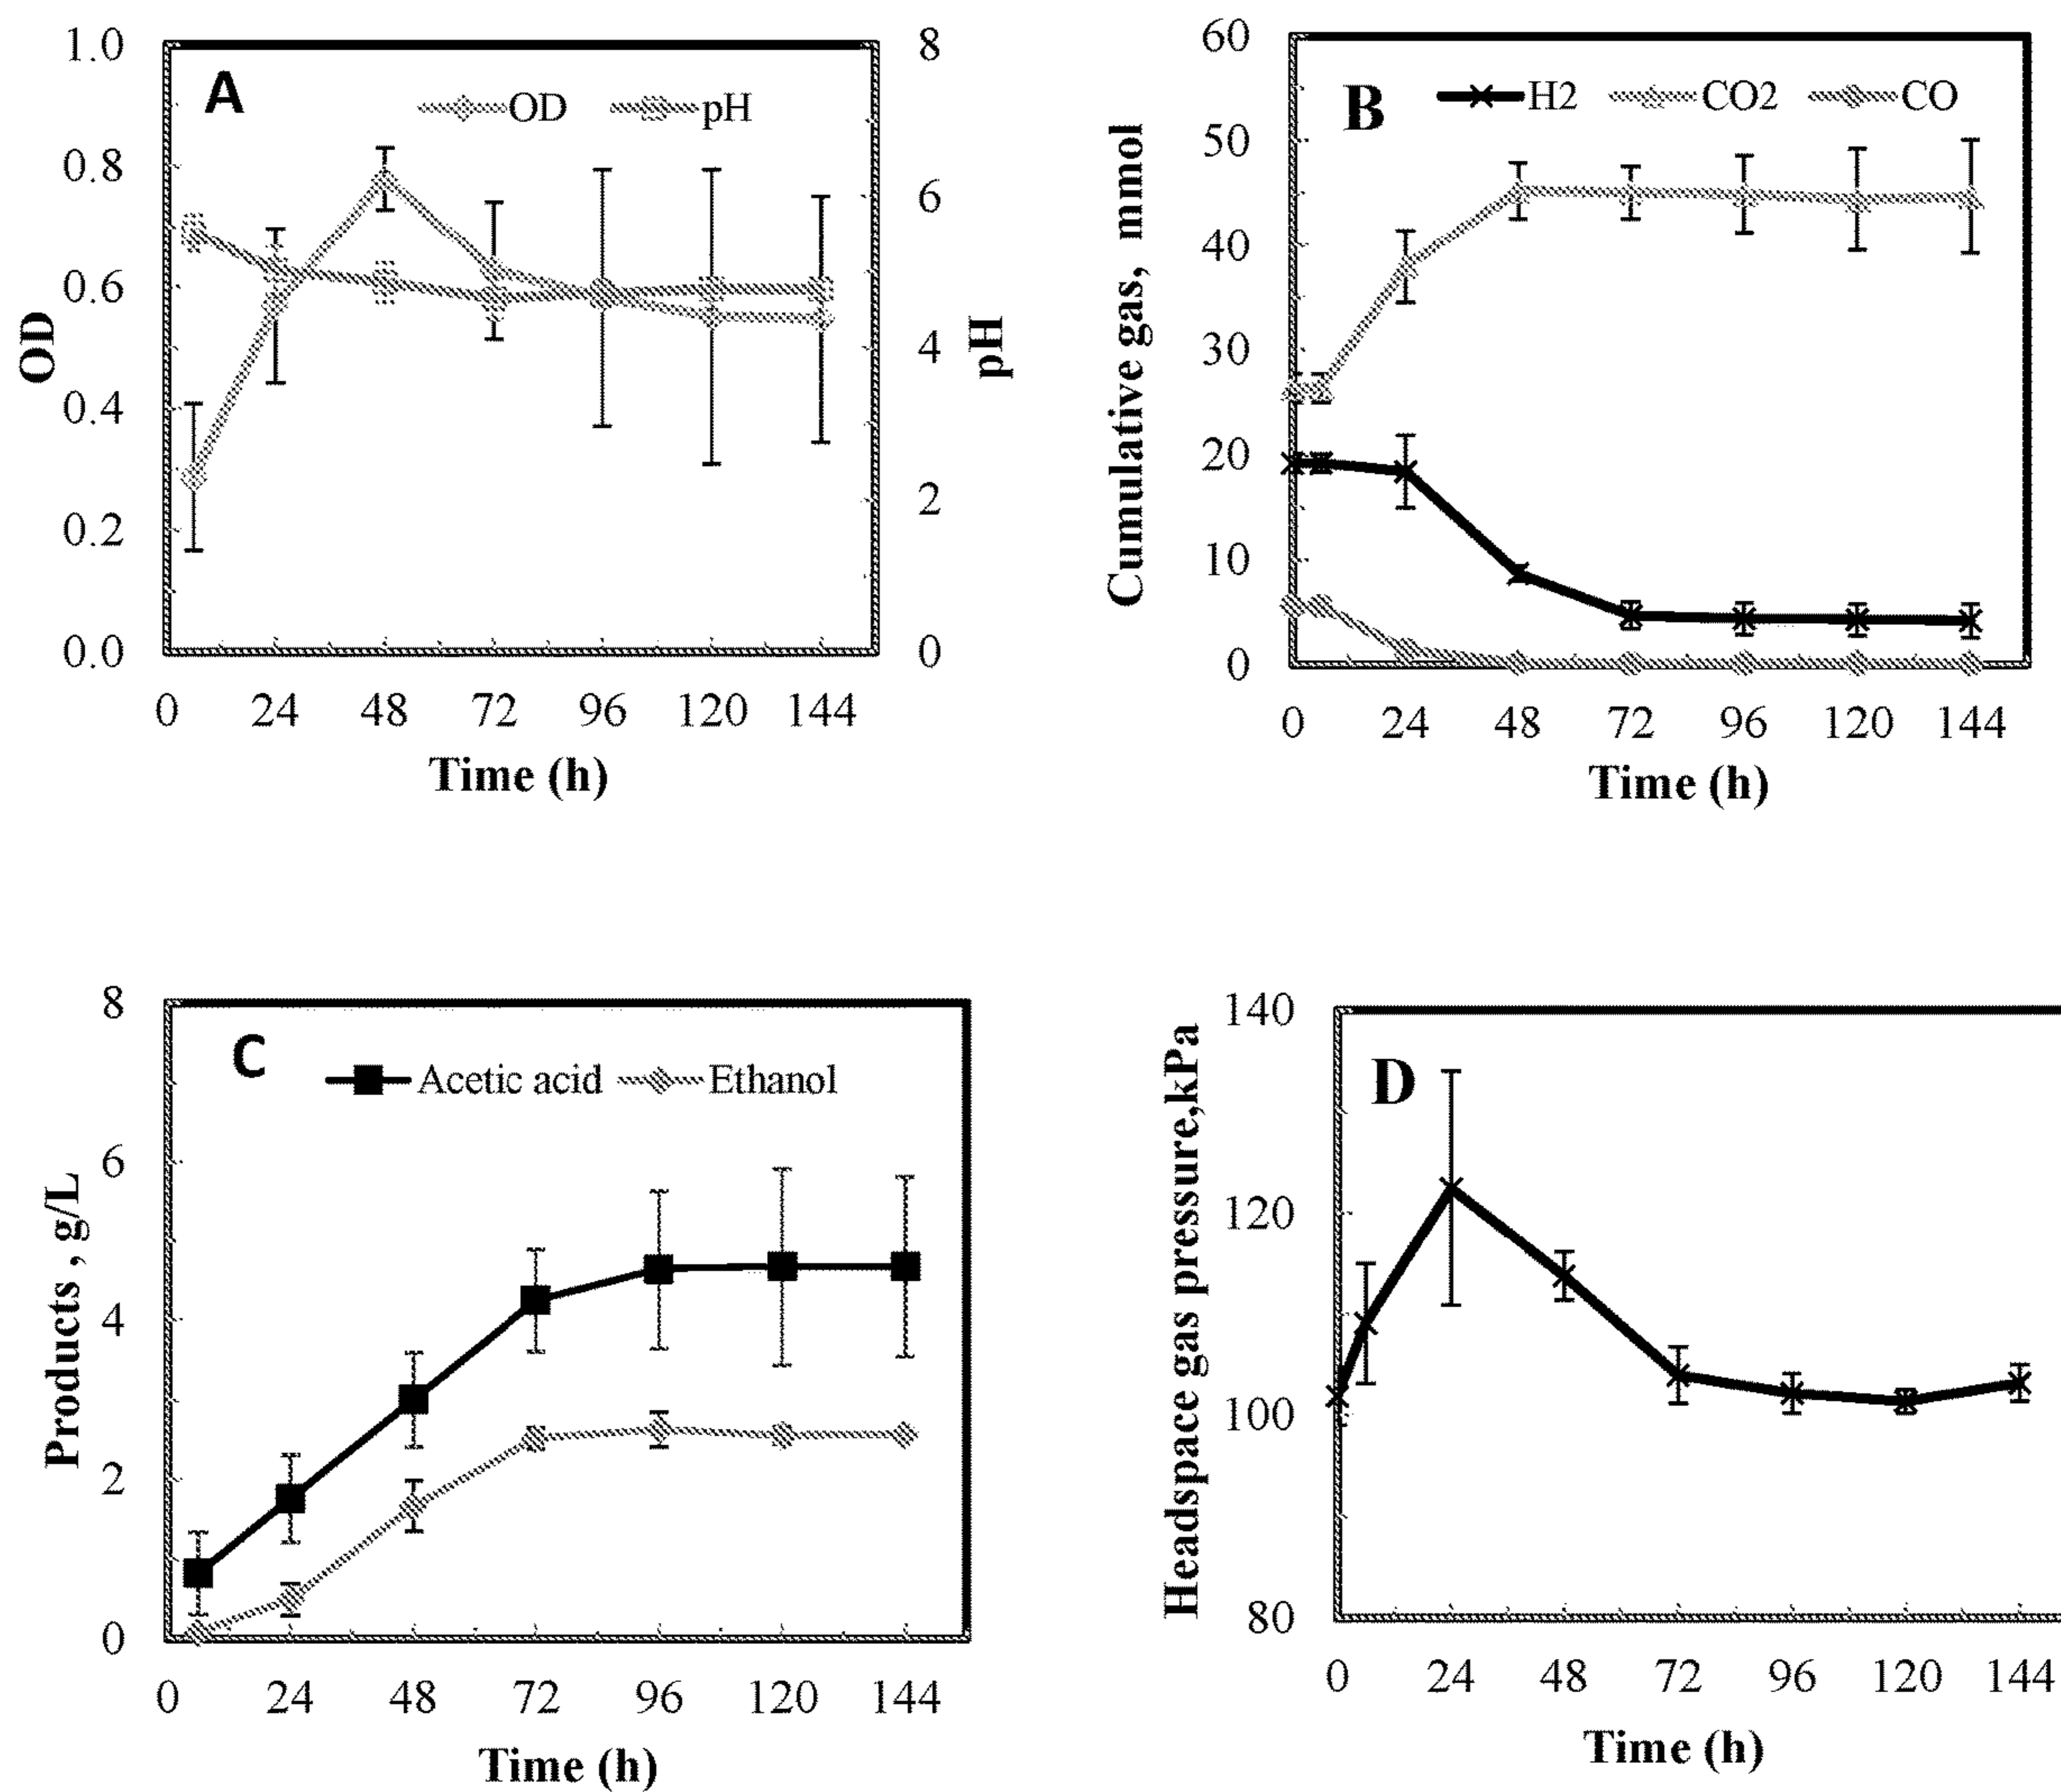 A
OD pH
1.0
0.8
0.6
0.4
0.2
0.0
OD
8
6
4
2
0
pH
0 24 48 72 96 120 144
Time (h)
B
H2 CO2 CO
60
50
40
30
20
10
0
Cumulative gas, mmol
0 24 48 72 96 120 144
Time (h)
C
Acetic acid Ethanol
8
6
4
2
0
Products , g/L
0 24 48 72 96 120 144
Time (h)
D
140
120
100
80
Headspace gas pressure,kPa
0 24 48 72 96 120 144
Time (h)